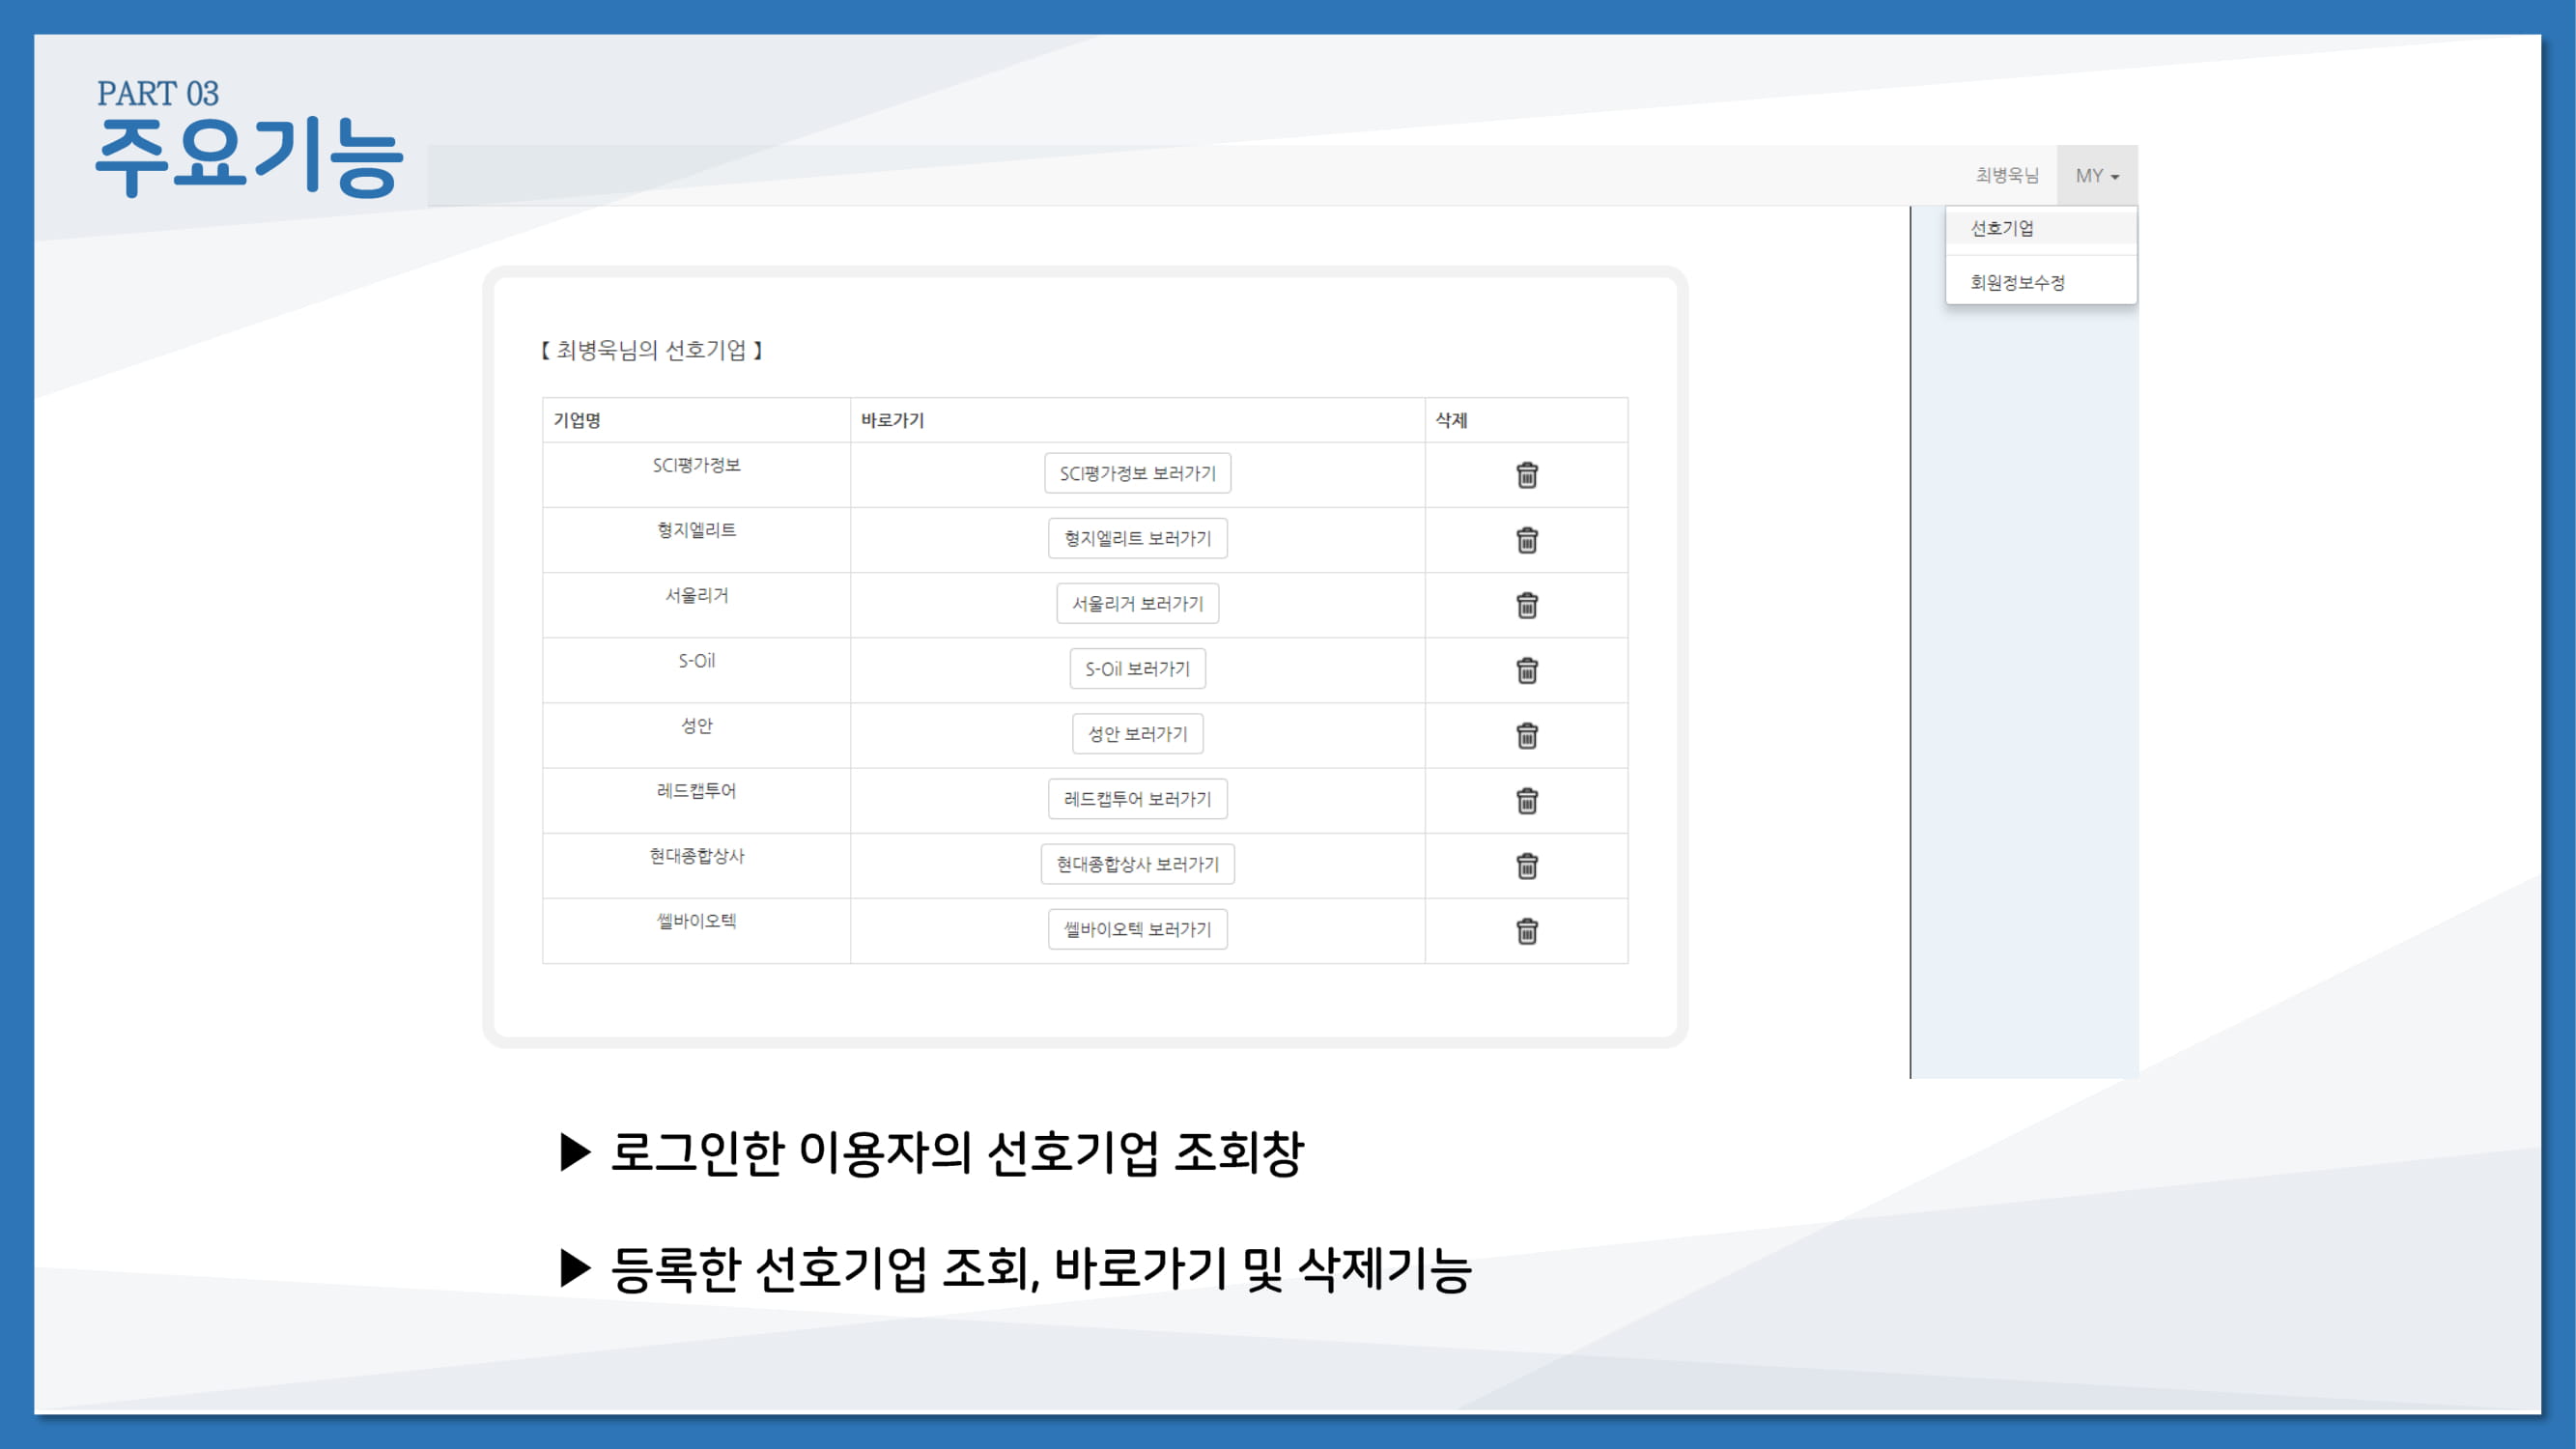 PART 03
주요기능
최병욱님 MY
선호기업
회원정보수정
【 최병욱님의 선호기업 】
기업명 바로가기 삭제
SCI평가정보 SCI평가정보 보러가기
형지엘리트 형지엘리트 보러가기
서울리거 서울리거 보러가기
S-Oil S-Oil 보러가기
성안 성안 보러가기
레드캡투어 레드캡투어 보러가기
현대종합상사 현대종합상사 보러가기
쎌바이오텍 쎌바이오텍 보러가기
▶ 로그인한 이용자의 선호기업 조회창
▶ 등록한 선호기업 조회, 바로가기 및 삭제기능